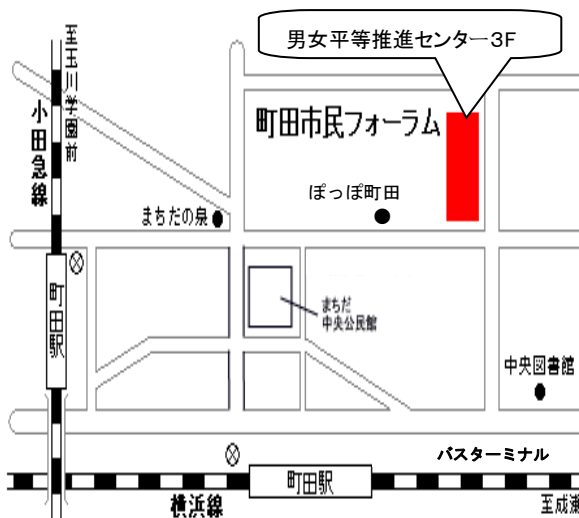 男女平等推進センター3F
至玉川学園前
小田急線
町田市民フォーラム
ぽっぽ町田
まちだの泉
町田駅
まちだ
中央公民館
中央図書館
バスターミナル
町田駅
横浜線
至成瀬